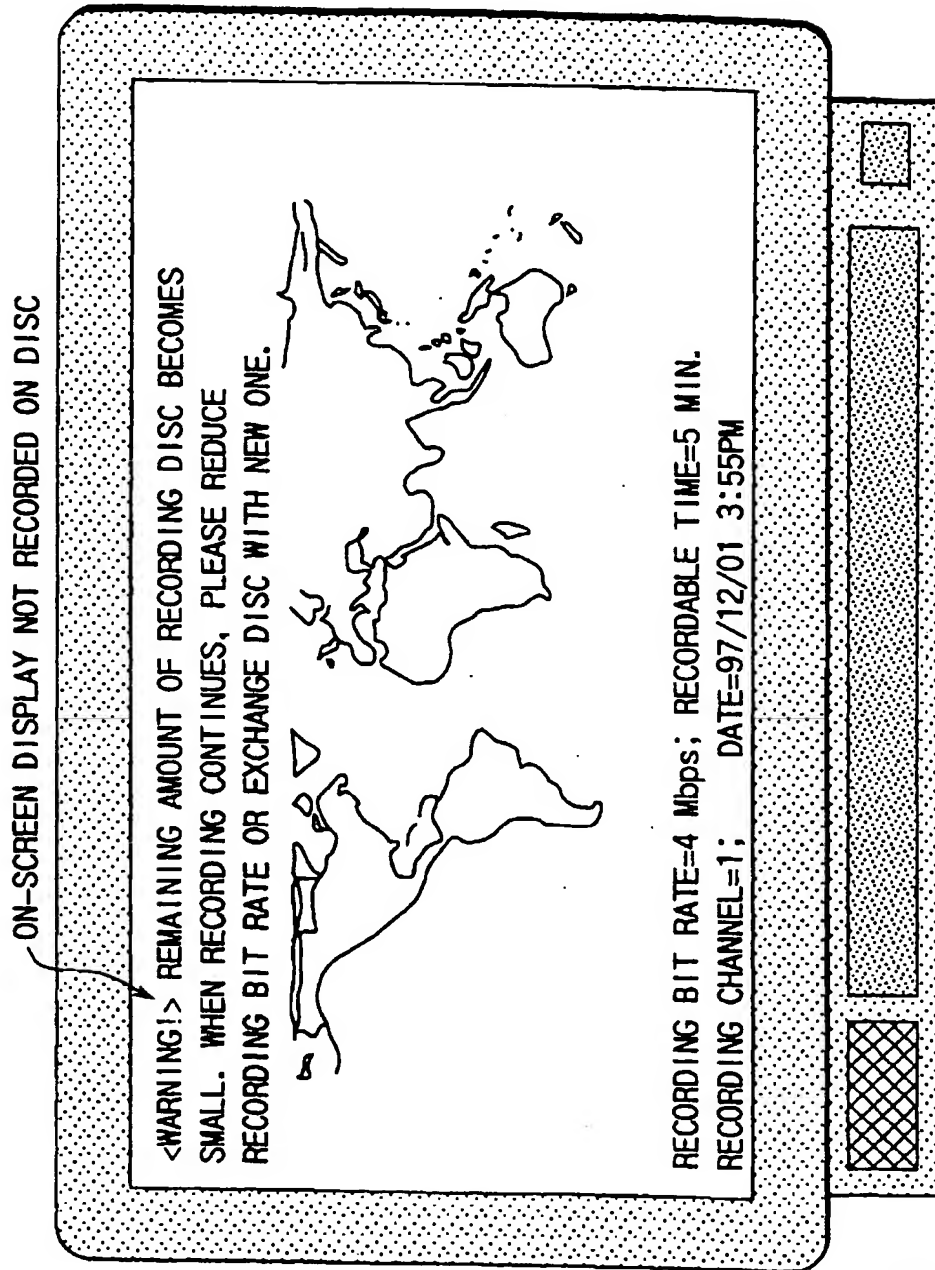 ON-SCREEN DISPLAY NOT RECORDED ON DISC
<WARNING!> REMAINING AMOUNT OF RECORDING DISC BECOMES
SMALL. WHEN RECORDING CONTINUES, PLEASE REDUCE
RECORDING BIT RATE OR EXCHANGE DISC WITH NEW ONE.
RECORDING BIT RATE=4 Mbps; RECORDABLE TIME=5 MIN.
RECORDING CHANNEL=1; DATE=97/12/01 3:55PM